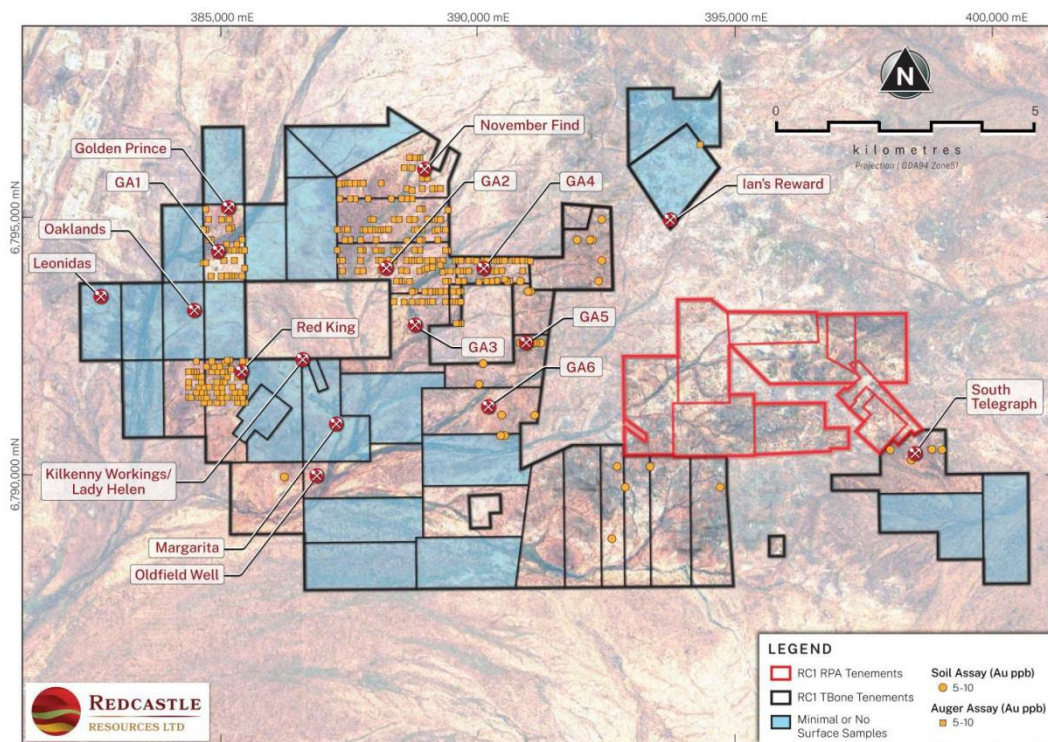 385,000 mE
390,000 mE
395,000 mE
400,000 mE
6,795,000 mN
6,790,000 mN
N
0
5
kilometres
Projection | GDA94 Zone51
November Find
Golden Prince
GA1
GA2
GA4
Ian's Reward
Oaklands
Leonidas
Red King
GA3
GA5
GA6
South
Telegraph
Kilkenny Workings/
Lady Helen
Margarita
Oldfield Well
LEGEND
RC1 RPA Tenements
RC1 TBone Tenements
Minimal or No
Surface Samples
Soil Assay (Au ppb)
5-10
Auger Assay (Au ppb)
5-10
REDCASTLE
RESOURCES LTD